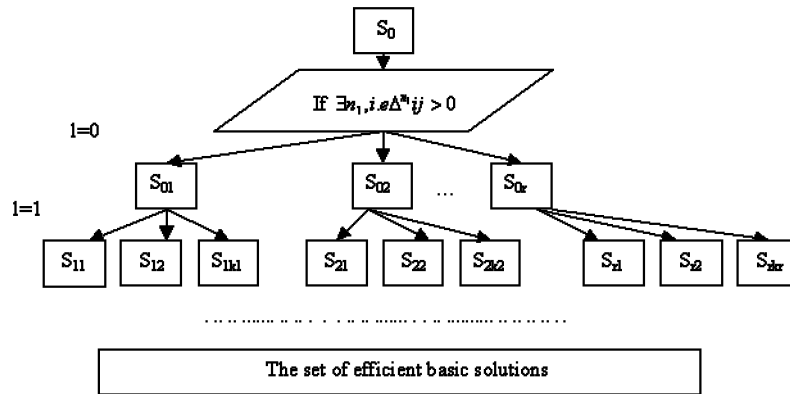 S₀
If ∃n₁,i.eΔⁿ¹ij > 0
l=0
S₀₁ S₀₂ ... S₀ᵣ
l=1
S₁₁ S₁₂ S₁ₖ₁ S₂₁ S₂₂ S₂ₖ₂ Sᵣ₁ Sᵣ₂ Sᵣₖᵣ
The set of efficient basic solutions